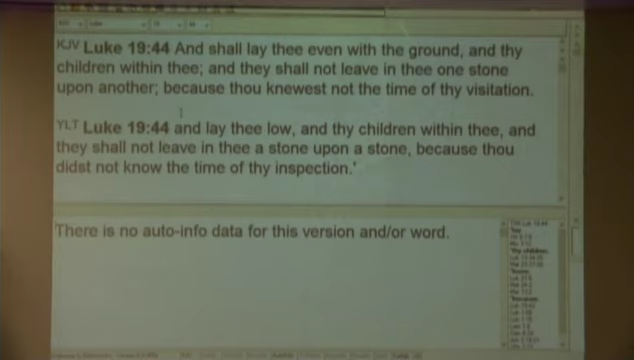 KJV Luke 19:44 And shall lay thee even with the ground, and thy
children within thee; and they shall not leave in thee one stone
upon another; because thou knewest not the time of thy visitation.
YLT Luke 19:44 and lay thee low, and thy children within thee, and
they shall not leave in thee a stone upon a stone, because thou
didst not know the time of thy inspection.'
There is no auto-info data for this version and/or word.